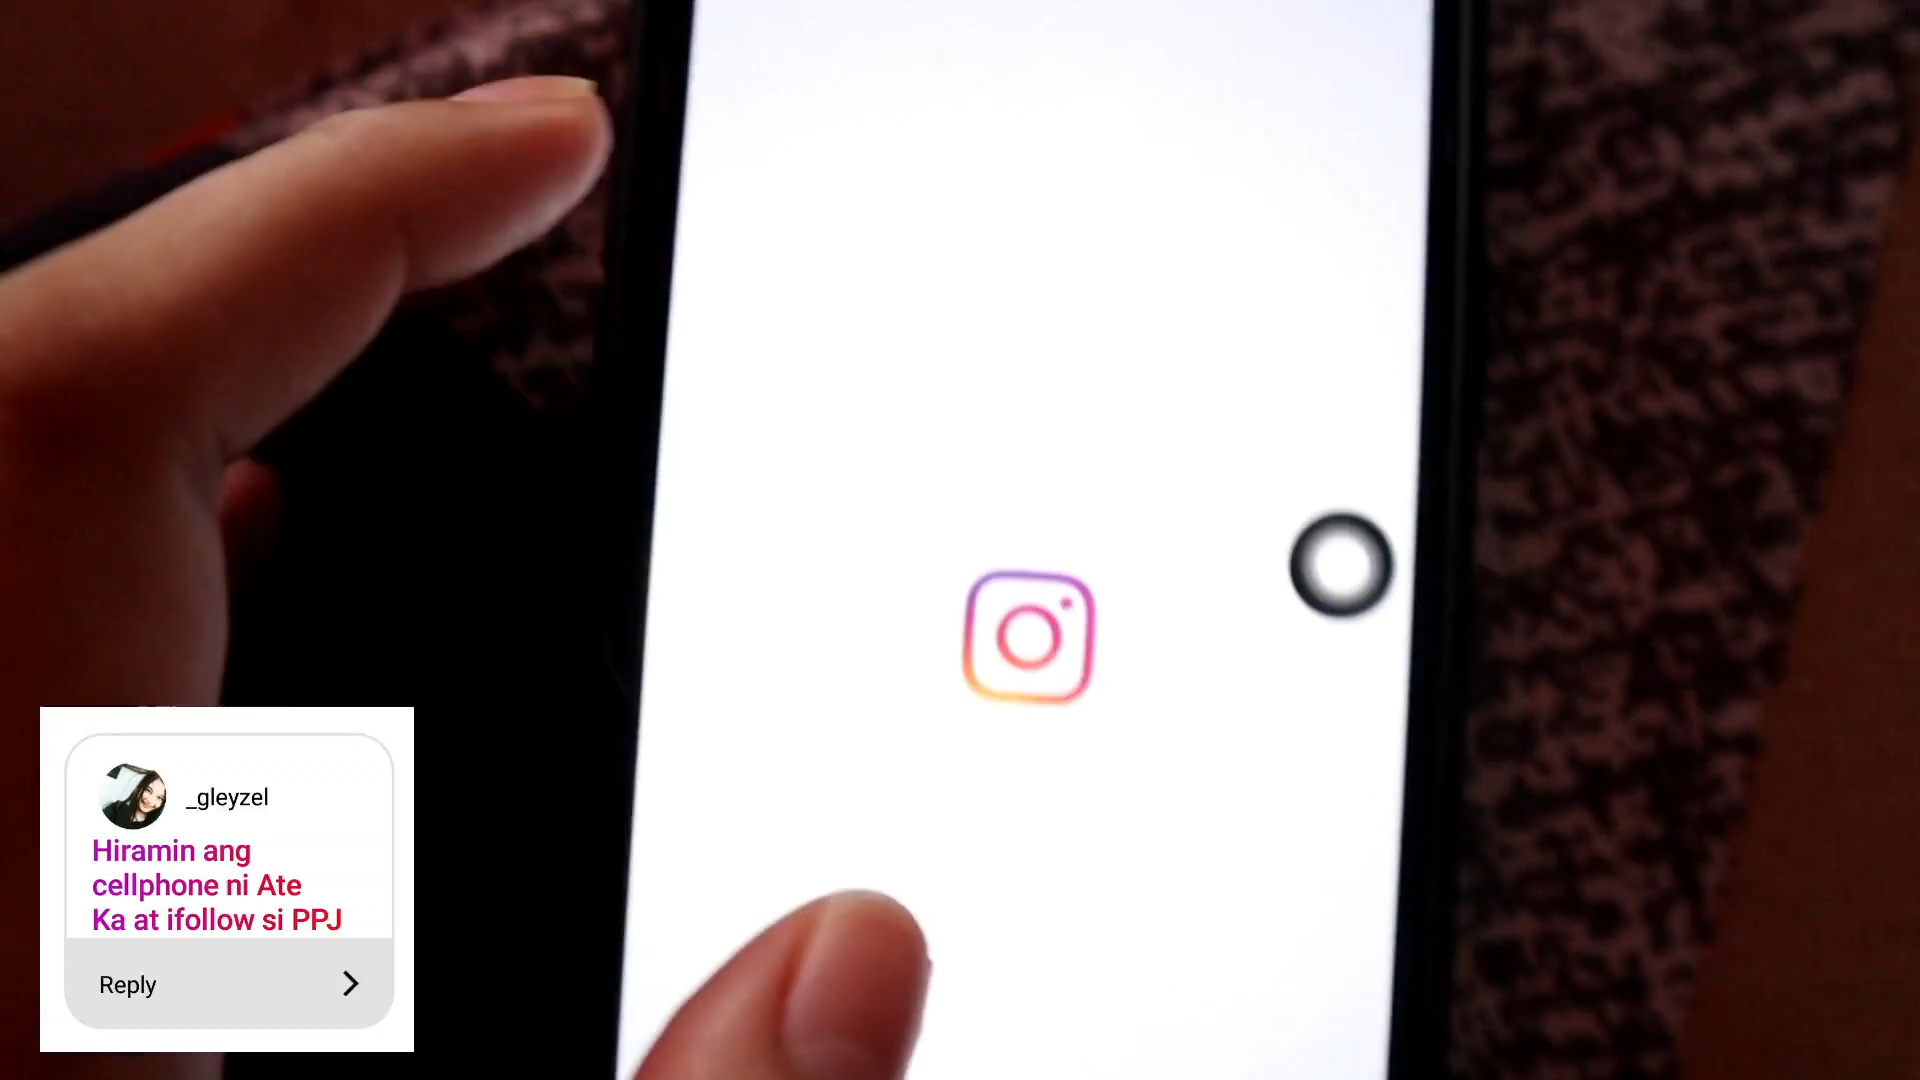 _gleyzel
Hiramin ang
cellphone ni Ate
Ka at ifollow si PPJ
Reply